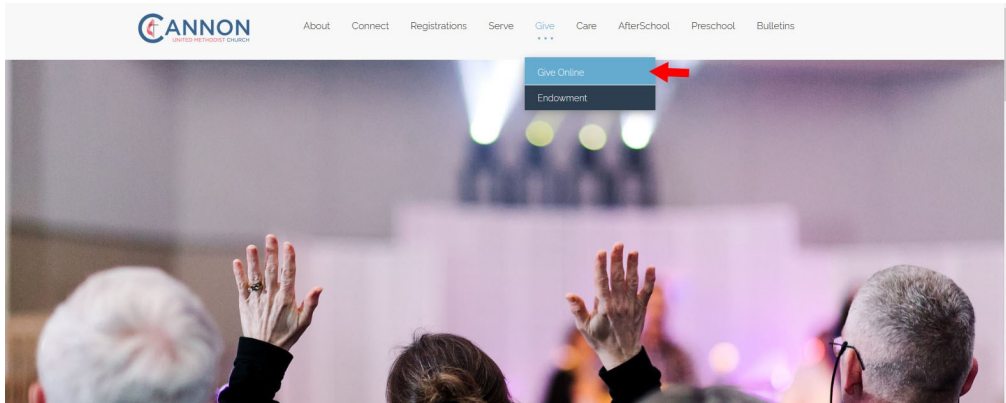 CANNON
UNITED METHODIST CHURCH
About Connect Registrations Serve Give Care AfterSchool Preschool Bulletins
Give Online
Endowment